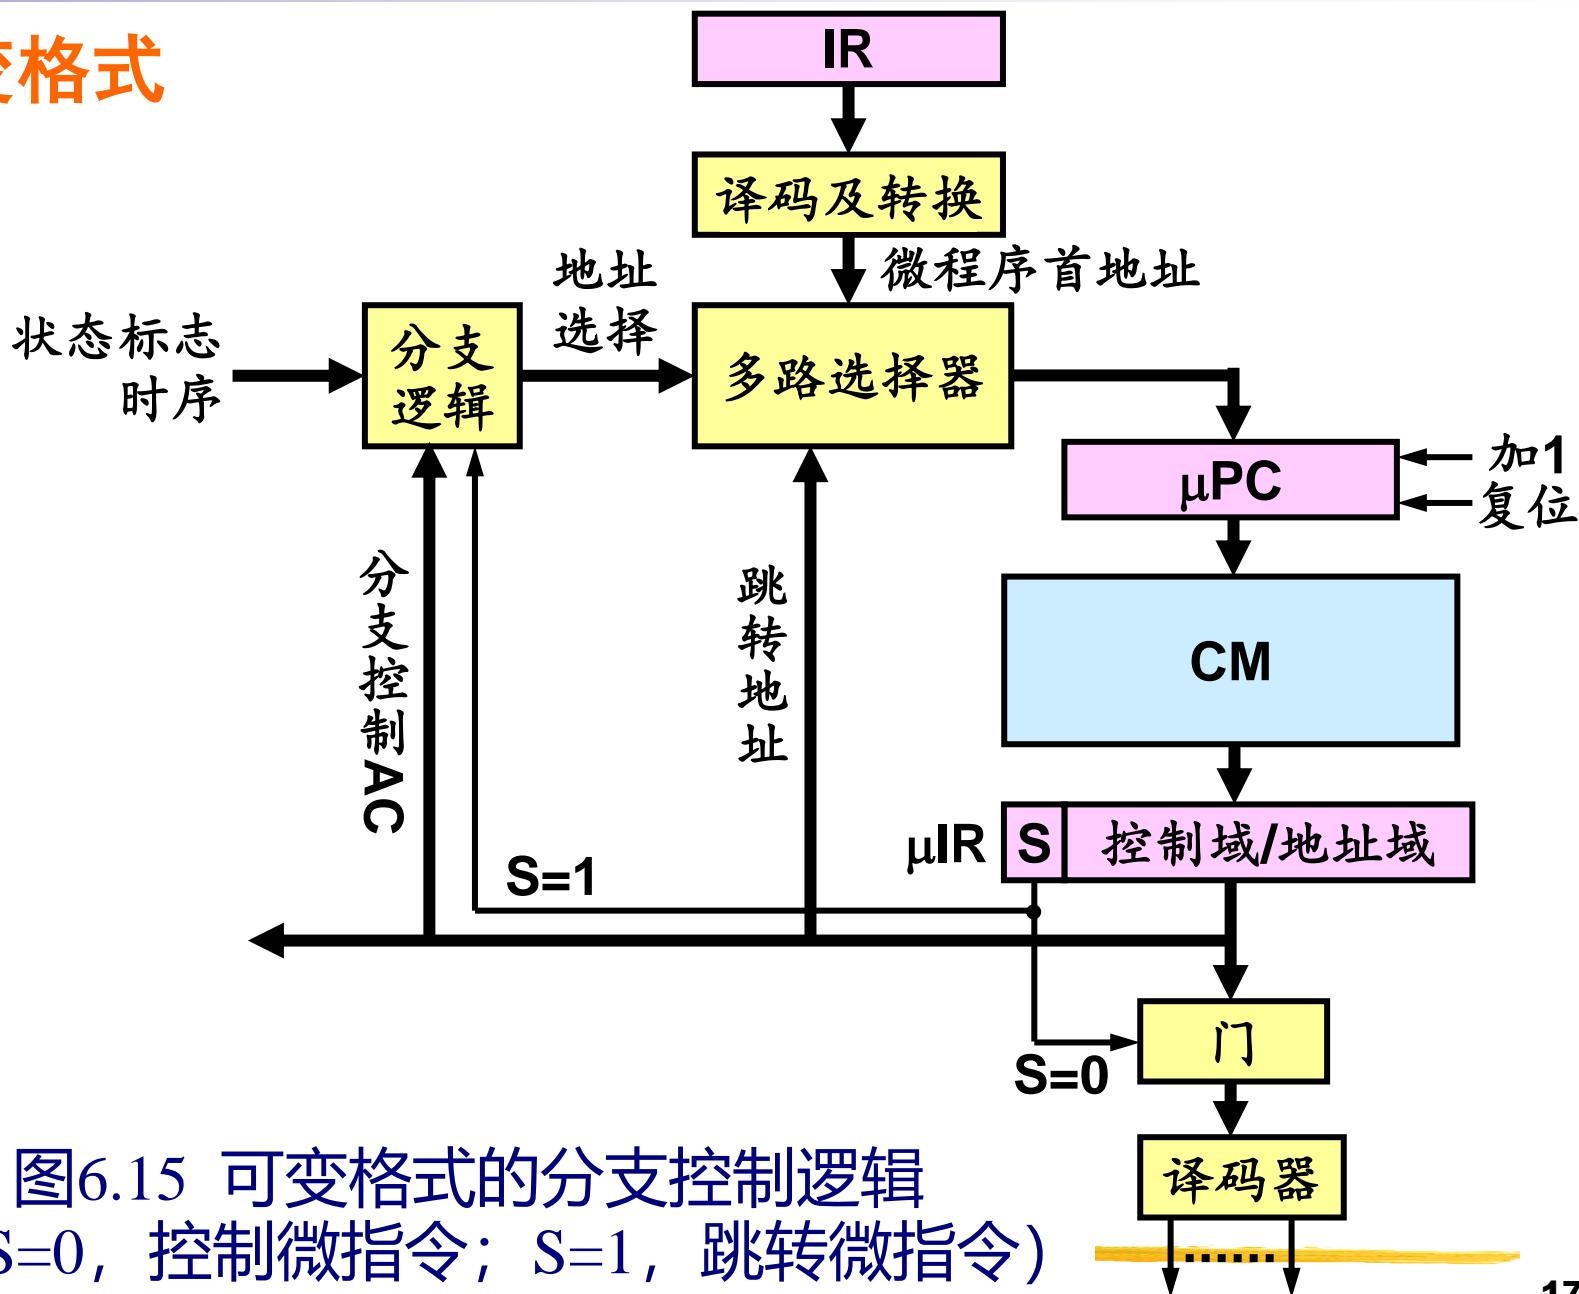 变格式
IR
译码及转换
微程序首地址
地址
选择
状态标志
时序
分支
逻辑
多路选择器
加1
复位
μPC
分支控制AC
跳转地址
CM
μIR
S
控制域/地址域
S=1
门
S=0
译码器
图6.15 可变格式的分支控制逻辑
S=0，控制微指令；S=1，跳转微指令）
17